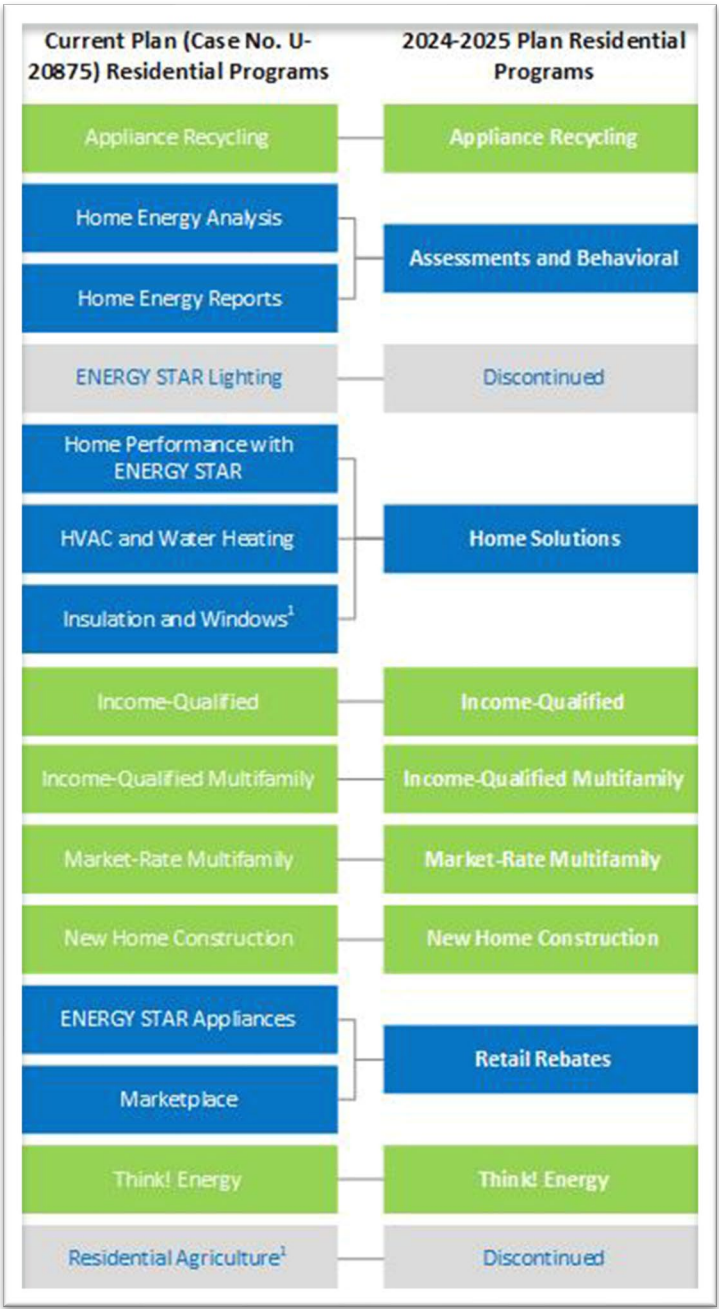 Current Plan (Case No. U-
20875) Residential Programs
2024-2025 Plan Residential
Programs
Appliance Recycling
Appliance Recycling
Home Energy Analysis
Home Energy Reports
Assessments and Behavioral
ENERGY STAR Lighting
Discontinued
Home Performance with
ENERGY STAR
HVAC and Water Heating
Insulation and Windows¹
Home Solutions
Income-Qualified
Income-Qualified
Income-Qualified Multifamily
Income-Qualified Multifamily
Market-Rate Multifamily
Market-Rate Multifamily
New Home Construction
New Home Construction
ENERGY STAR Appliances
Marketplace
Retail Rebates
Think! Energy
Think! Energy
Residential Agriculture¹
Discontinued